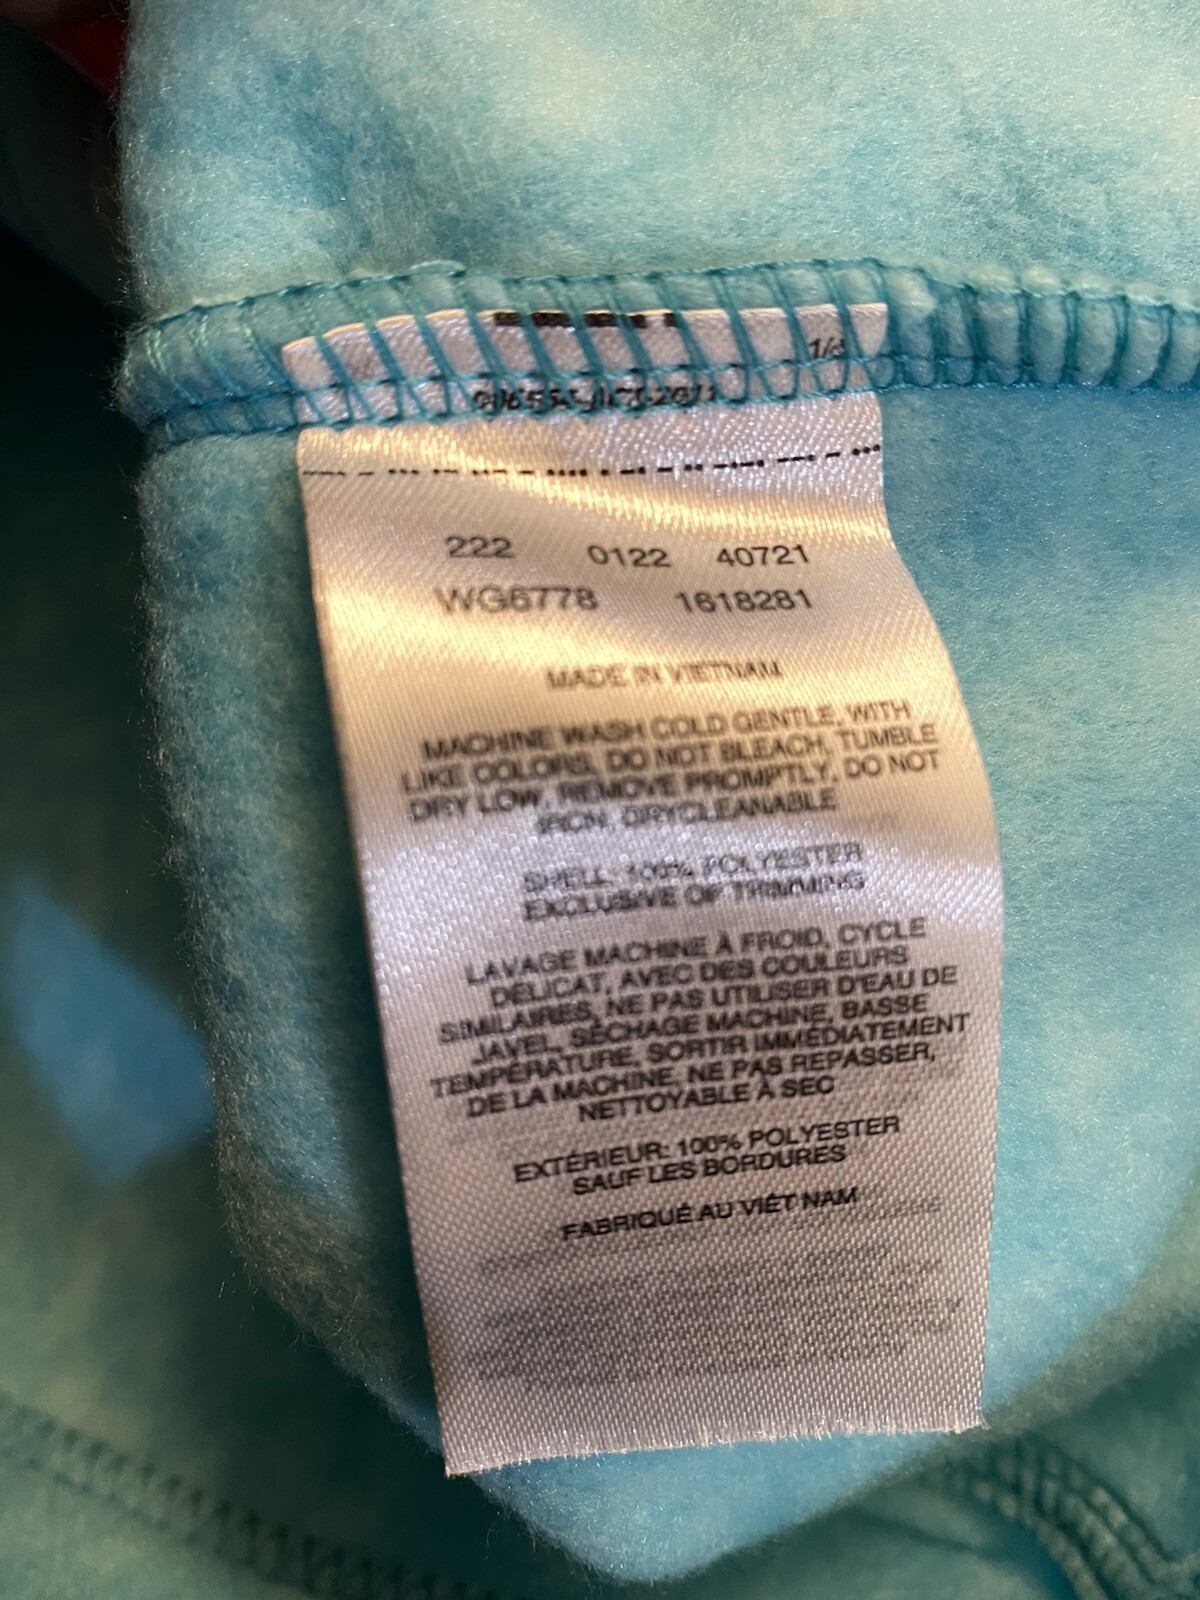 222 0122 40721
WG6778 1618281
MADE IN VIETNAM
MACHINE WASH COLD GENTLE, WITH
LIKE COLORS, DO NOT BLEACH, TUMBLE
DRY LOW, REMOVE PROMPTLY, DO NOT
IRON, DRYCLEANABLE
SHELL: 100% POLYESTER
EXCLUSIVE OF TRIMMING
LAVAGE MACHINE À FROID, CYCLE
DÉLICAT, AVEC DES COULEURS
SIMILAIRES, NE PAS UTILISER D'EAU DE
JAVEL, SÉCHAGE MACHINE, BASSE
TEMPÉRATURE, SORTIR IMMÉDIATEMENT
DE LA MACHINE, NE PAS REPASSER,
NETTOYABLE À SEC
EXTÉRIEUR: 100% POLYESTER
SAUF LES BORDURES
FABRIQUÉ AU VIÊT NAM